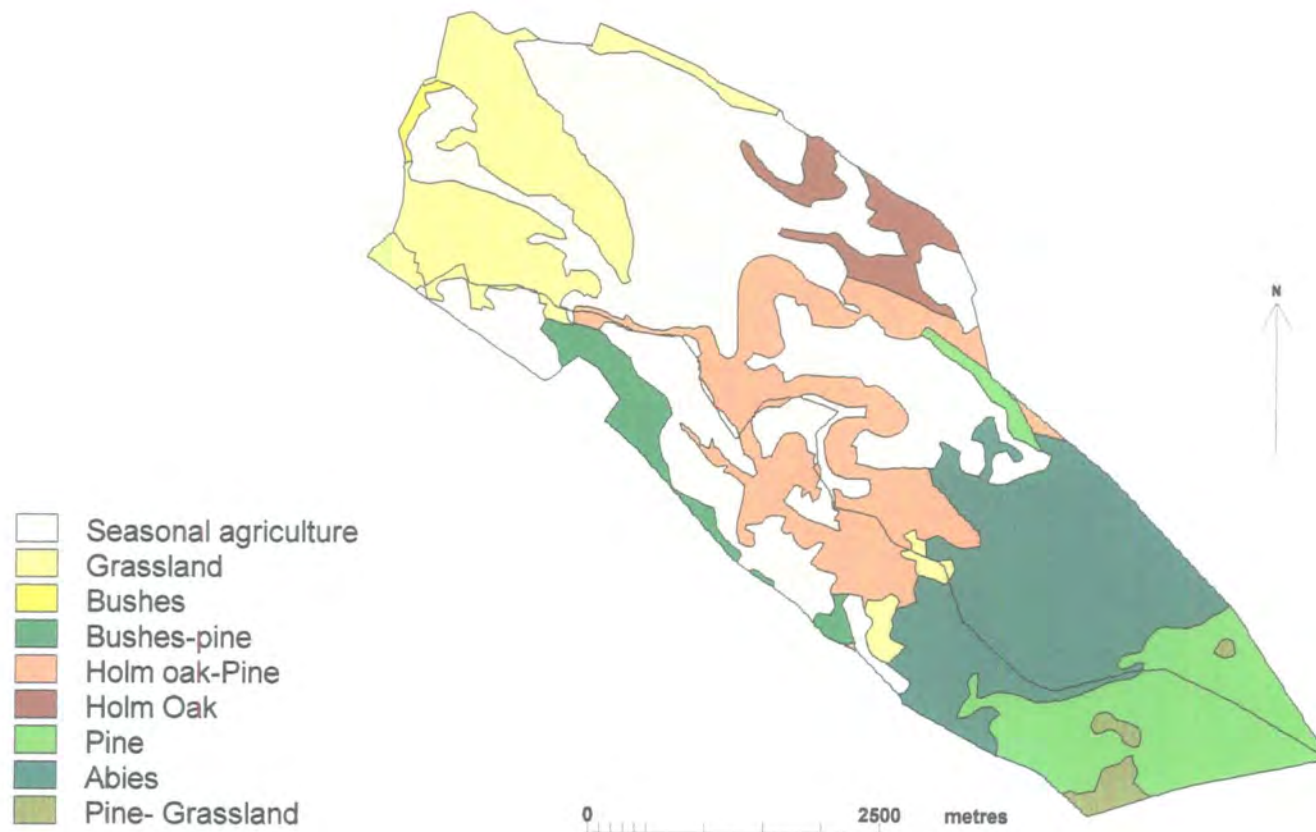 N
Seasonal agriculture
Grassland
Bushes
Bushes-pine
Holm oak-Pine
Holm Oak
Pine
Abies
Pine- Grassland
0 2500 metres